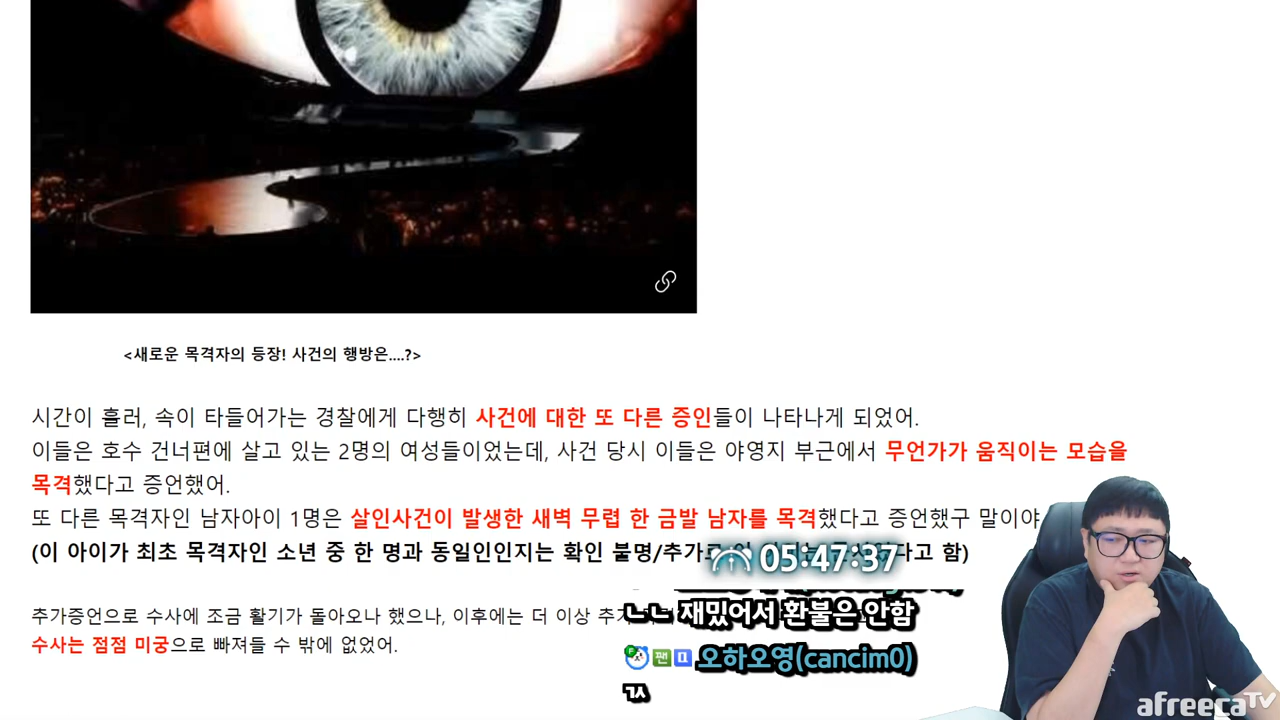 <새로운 목격자의 등장! 사건의 행방은....?>
시간이 흘러, 속이 타들어가는 경찰에게 다행히 사건에 대한 또 다른 증인들이 나타나게 되었어.
이들은 호수 건너편에 살고 있는 2명의 여성들이었는데, 사건 당시 이들은 야영지 부근에서 무언가가 움직이는 모습을
목격했다고 증언했어.
또 다른 목격자인 남자아이 1명은 살인사건이 발생한 새벽 무렵 한 금발 남자를 목격했다고 증언했구 말이야
(이 아이가 최초 목격자인 소년 중 한 명과 동일인인지는 확인 불명/추가로 다고 함)
05:47:37
추가증언으로 수사에 조금 활기가 돌아오나 했으나, 이후에는 더 이상 추가
ㄴㄴ 재밌어서 환불은 안함
수사는 점점 미궁으로 빠져들 수 밖에 없었어.
팬 오하오영(cancim0)
ㄳ
afreecaTV